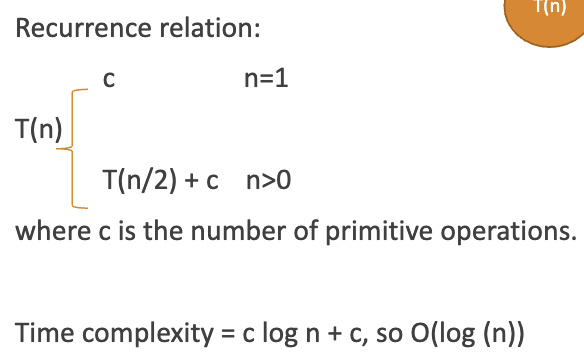 T(n)
Recurrence relation:
c n=1
T(n)
T(n/2) + c n>0
where c is the number of primitive operations.
Time complexity = c log n + c, so O(log (n))